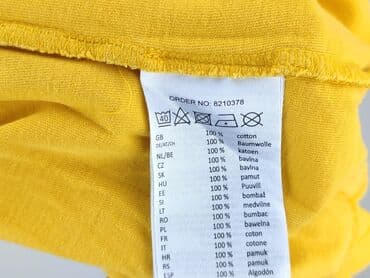 ORDER NO: 8210378
40
GB 100 % cotton
DE/AT/CH 100 % Baumwolle
NL/BE 100 % katoen
CZ 100 % bavlna
SK 100 % bavlna
HU 100 % pamut
EE 100 % Puuvill
SI 100 % bombaž
LT 100 % medvilnė
RO 100 % bumbac
PL 100 % bawełna
FR 100 % coton
IT 100 % cotone
HR 100 % pamuk
RS 100 % pamuk
ESP 100 % Algodón